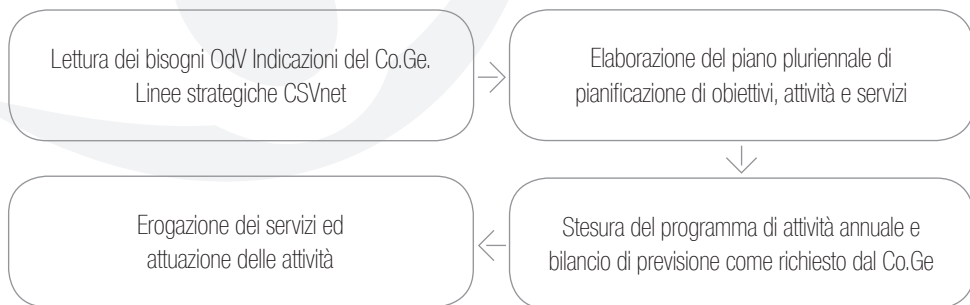 Lettura dei bisogni OdV Indicazioni del Co.Ge.
Linee strategiche CSVnet
Elaborazione del piano pluriennale di
pianificazione di obiettivi, attività e servizi
Stesura del programma di attività annuale e
bilancio di previsione come richiesto dal Co.Ge
Erogazione dei servizi ed
attuazione delle attività